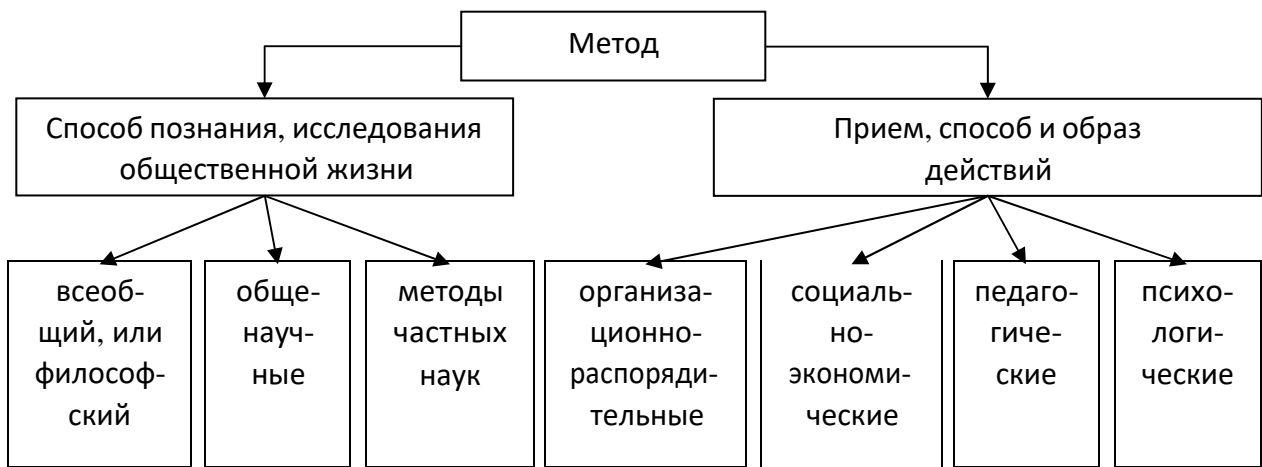 Метод
Способ познания, исследования
общественной жизни
Прием, способ и образ
действий
всеоб-
щий, или
философ-
ский
обще-
науч-
ные
методы
частных
наук
организа-
ционно-
распоряди-
тельные
социаль-
но-
экономи-
ческие
педаго-
гиче-
ские
психо-
логи-
ческие